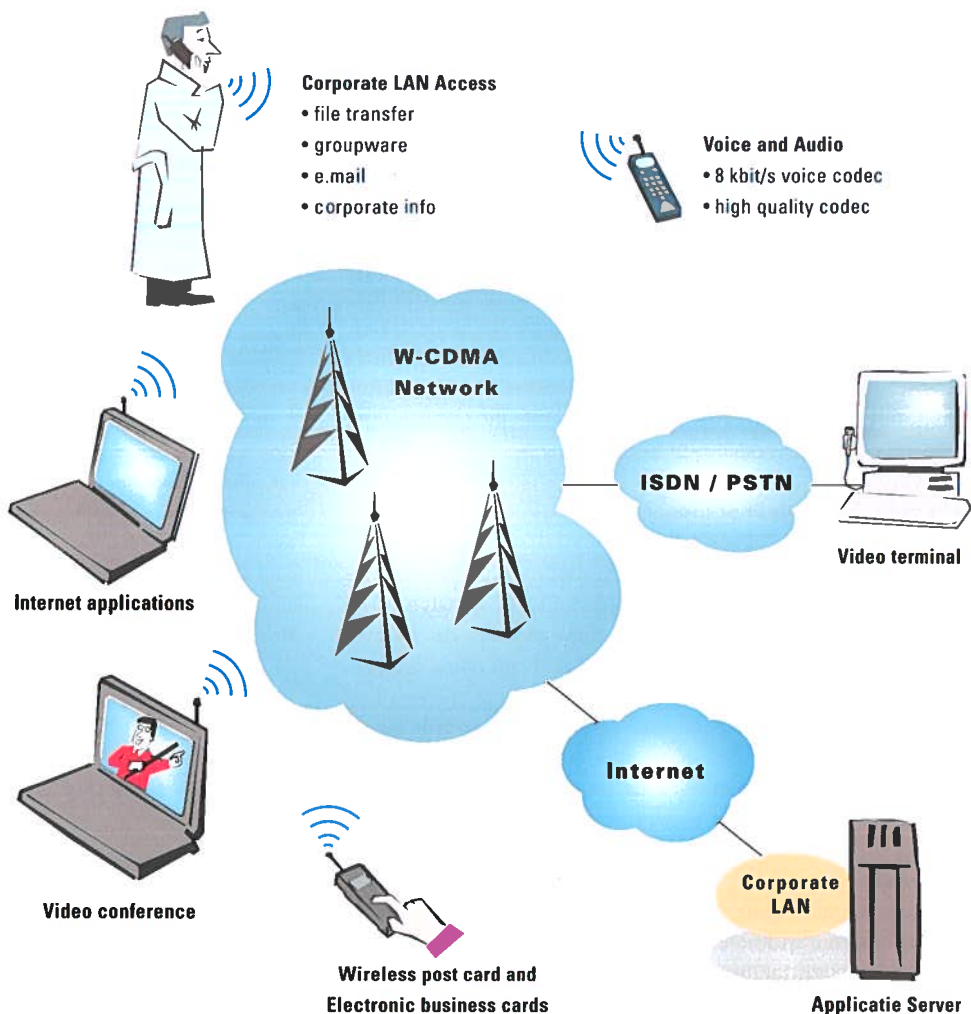 Corporate LAN Access
• file transfer
• groupware
• e.mail
• corporate info
Voice and Audio
• 8 kbit/s voice codec
• high quality codec
W-CDMA
Network
ISDN / PSTN
Video terminal
Internet applications
Internet
Video conference
Corporate
LAN
Wireless post card and
Electronic business cards
Applicatie Server